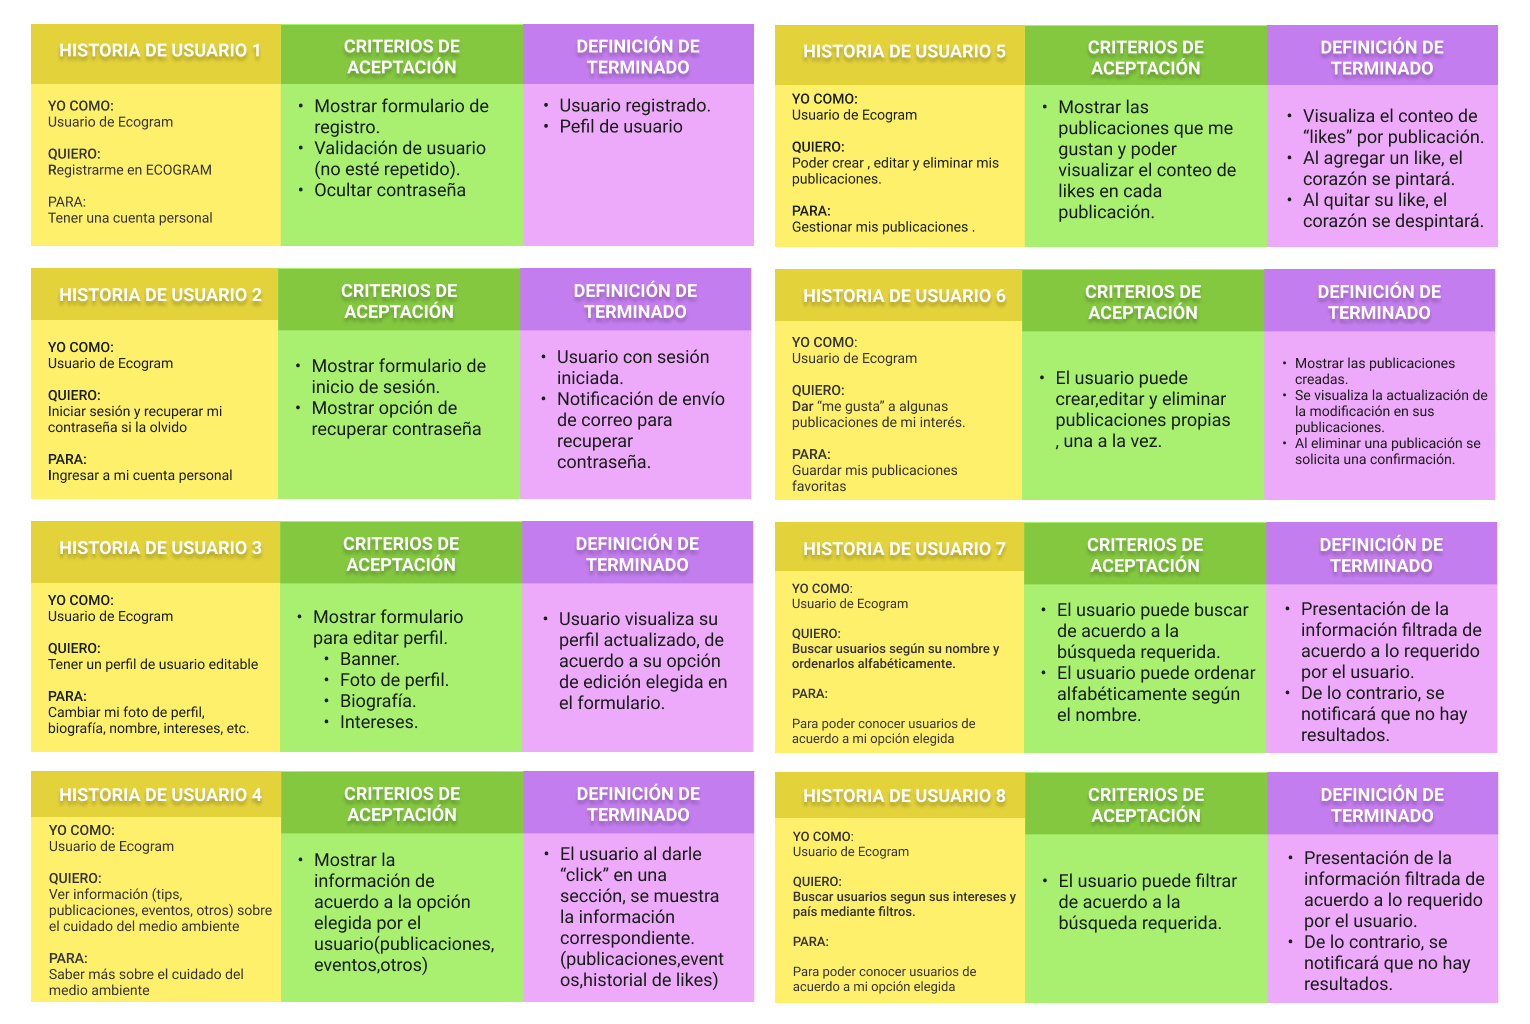 HISTORIA DE USUARIO 1
YO COMO:
Usuario de Ecogram
QUIERO:
Registrarme en ECOGRAM
PARA:
Tener una cuenta personal
CRITERIOS DE
ACEPTACIÓN
• Mostrar formulario de
registro.
• Validación de usuario
(no esté repetido).
• Ocultar contraseña
DEFINICIÓN DE
TERMINADO
• Usuario registrado.
• Pefil de usuario
HISTORIA DE USUARIO 2
YO COMO:
Usuario de Ecogram
QUIERO:
Iniciar sesión y recuperar mi
contraseña si la olvido
PARA:
Ingresar a mi cuenta personal
CRITERIOS DE
ACEPTACIÓN
• Mostrar formulario de
inicio de sesión.
• Mostrar opción de
recuperar contraseña
DEFINICIÓN DE
TERMINADO
• Usuario con sesión
iniciada.
• Notificación de envío
de correo para
recuperar
contraseña.
HISTORIA DE USUARIO 3
YO COMO:
Usuario de Ecogram
QUIERO:
Tener un perfil de usuario editable
PARA:
Cambiar mi foto de perfil,
biografía, nombre, intereses, etc.
CRITERIOS DE
ACEPTACIÓN
• Mostrar formulario
para editar perfil.
• Banner.
• Foto de perfil.
• Biografía.
• Intereses.
DEFINICIÓN DE
TERMINADO
• Usuario visualiza su
perfil actualizado, de
acuerdo a su opción
de edición elegida en
el formulario.
HISTORIA DE USUARIO 4
YO COMO:
Usuario de Ecogram
QUIERO:
Ver información (tips,
publicaciones, eventos, otros) sobre
el cuidado del medio ambiente
PARA:
Saber más sobre el cuidado del
medio ambiente
CRITERIOS DE
ACEPTACIÓN
• Mostrar la
información de
acuerdo a la opción
elegida por el
usuario(publicaciones,
eventos,otros)
DEFINICIÓN DE
TERMINADO
• El usuario al darle
“click” en una
sección, se muestra
la información
correspondiente.
(publicaciones,event
os,historial de likes)
HISTORIA DE USUARIO 5
YO COMO:
Usuario de Ecogram
QUIERO:
Poder crear , editar y eliminar mis
publicaciones.
PARA:
Gestionar mis publicaciones .
CRITERIOS DE
ACEPTACIÓN
• Mostrar las
publicaciones que me
gustan y poder
visualizar el conteo de
likes en cada
publicación.
DEFINICIÓN DE
TERMINADO
• Visualiza el conteo de
“likes” por publicación.
• Al agregar un like, el
corazón se pintará.
• Al quitar su like, el
corazón se despintará.
HISTORIA DE USUARIO 6
YO COMO:
Usuario de Ecogram
QUIERO:
Dar “me gusta” a algunas
publicaciones de mi interés.
PARA:
Guardar mis publicaciones
favoritas
CRITERIOS DE
ACEPTACIÓN
• El usuario puede
crear,editar y eliminar
publicaciones propias
, una a la vez.
DEFINICIÓN DE
TERMINADO
• Mostrar las publicaciones
creadas.
• Se visualiza la actualización de
la modificación en sus
publicaciones.
• Al eliminar una publicación se
solicita una confirmación.
HISTORIA DE USUARIO 7
YO COMO:
Usuario de Ecogram
QUIERO:
Buscar usuarios según su nombre y
ordenarlos alfabéticamente.
PARA:
Para poder conocer usuarios de
acuerdo a mi opción elegida
CRITERIOS DE
ACEPTACIÓN
• El usuario puede buscar
de acuerdo a la
búsqueda requerida.
• El usuario puede ordenar
alfabéticamente según
el nombre.
DEFINICIÓN DE
TERMINADO
• Presentación de la
información filtrada de
acuerdo a lo requerido
por el usuario.
• De lo contrario, se
notificará que no hay
resultados.
HISTORIA DE USUARIO 8
YO COMO:
Usuario de Ecogram
QUIERO:
Buscar usuarios segun sus intereses y
país mediante filtros.
PARA:
Para poder conocer usuarios de
acuerdo a mi opción elegida
CRITERIOS DE
ACEPTACIÓN
• El usuario puede filtrar
de acuerdo a la
búsqueda requerida.
DEFINICIÓN DE
TERMINADO
• Presentación de la
información filtrada de
acuerdo a lo requerido
por el usuario.
• De lo contrario, se
notificará que no hay
resultados.